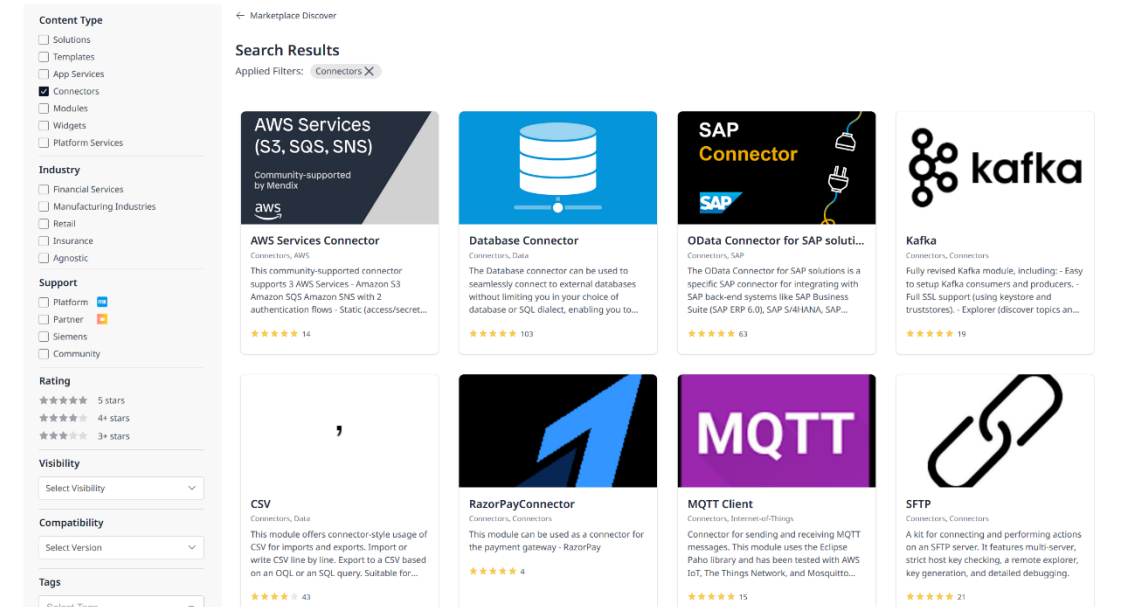 Content Type
Solutions
Templates
App Services
Connectors
Modules
Widgets
Platform Services
Industry
Financial Services
Manufacturing Industries
Retail
Insurance
Agnostic
Support
Platform
Partner
Siemens
Community
Rating
5 stars
4+ stars
3+ stars
Visibility
Select Visibility
Compatibility
Select Version
Tags
Select Tags
← Marketplace Discover
Search Results
Applied Filters: Connectors X
AWS Services
(S3, SQS, SNS)
Community-supported
by Mendix
aws
AWS Services Connector
Connectors, AWS
This community-supported connector
supports 3 AWS Services - Amazon S3
Amazon SQS Amazon SNS with 2
authentication flows - Static (access/secret...
14
Database Connector
Connectors, Data
The Database connector can be used to
seamlessly connect to external databases
without limiting you in your choice of
database or SQL dialect, enabling you to...
103
SAP
Connector
SAP
OData Connector for SAP soluti...
Connectors, SAP
The OData Connector for SAP solutions is a
specific SAP connector for integrating with
SAP back-end systems like SAP Business
Suite (SAP ERP 6.0), SAP S/4HANA, SAP...
63
kafka
Kafka
Connectors, Connectors
Fully revised Kafka module, including: - Easy
to setup Kafka consumers and producers. -
Full SSL support (using keystore and
truststores). - Explorer (discover topics an...
19
,
CSV
Connectors, Data
This module offers connector-style usage of
CSV for imports and exports. Import or
write CSV line by line. Export to a CSV based
on an OQL or an SQL query. Suitable for...
43
RazorPayConnector
Connectors, Connectors
This module can be used as a connector for
the payment gateway - RazorPay
4
MQTT
MQTT Client
Connectors, Internet-of-Things
Connector for sending and receiving MQTT
messages. This module uses the Eclipse
Paho library and has been tested with AWS
IoT, The Things Network, and Mosquitto...
15
SFTP
Connectors, Connectors
A kit for connecting and performing actions
on an SFTP server. It features multi-server,
strict host key checking, a remote explorer,
key generation, and detailed debugging.
21